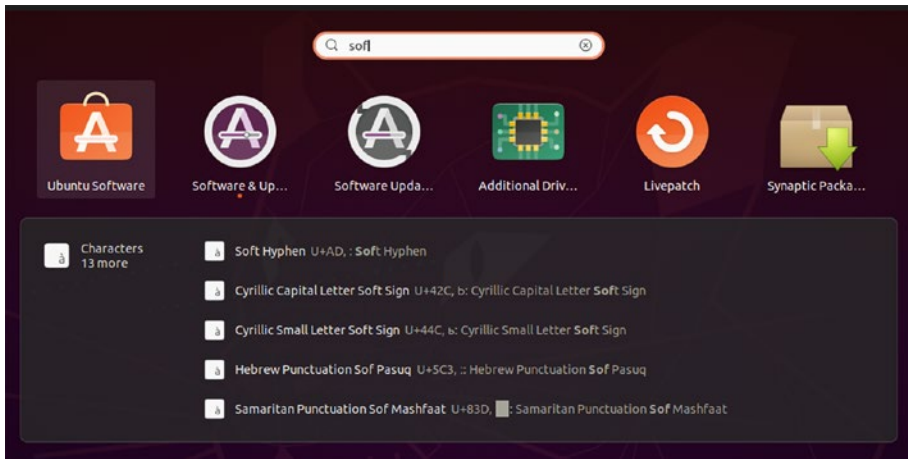 sof
Ubuntu Software
Software & Up...
Software Upda...
Additional Driv...
Livepatch
Synaptic Packa...
Characters
13 more
Soft Hyphen U+AD, : Soft Hyphen
Cyrillic Capital Letter Soft Sign U+42C, Ь: Cyrillic Capital Letter Soft Sign
Cyrillic Small Letter Soft Sign U+44C, ь: Cyrillic Small Letter Soft Sign
Hebrew Punctuation Sof Pasuq U+5C3, ׃: Hebrew Punctuation Sof Pasuq
Samaritan Punctuation Sof Mashfaat U+83D, : Samaritan Punctuation Sof Mashfaat